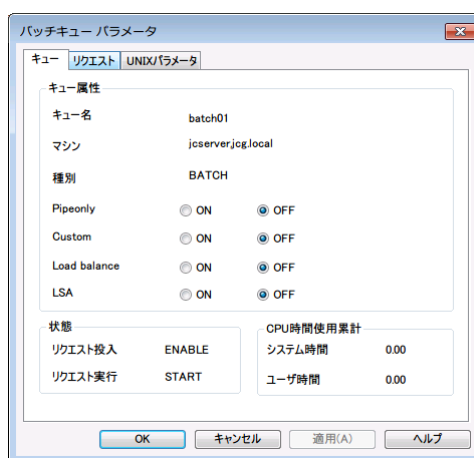 バッチキュー パラメータ
キュー リクエスト UNIXパラメータ
キュー属性
キュー名 batch01
マシン jcserver.jcg.local
種別 BATCH
Pipeonly ON OFF
Custom ON OFF
Load balance ON OFF
LSA ON OFF
状態
リクエスト投入 ENABLE
リクエスト実行 START
CPU時間使用累計
システム時間 0.00
ユーザ時間 0.00
OK キャンセル 適用(A) ヘルプ